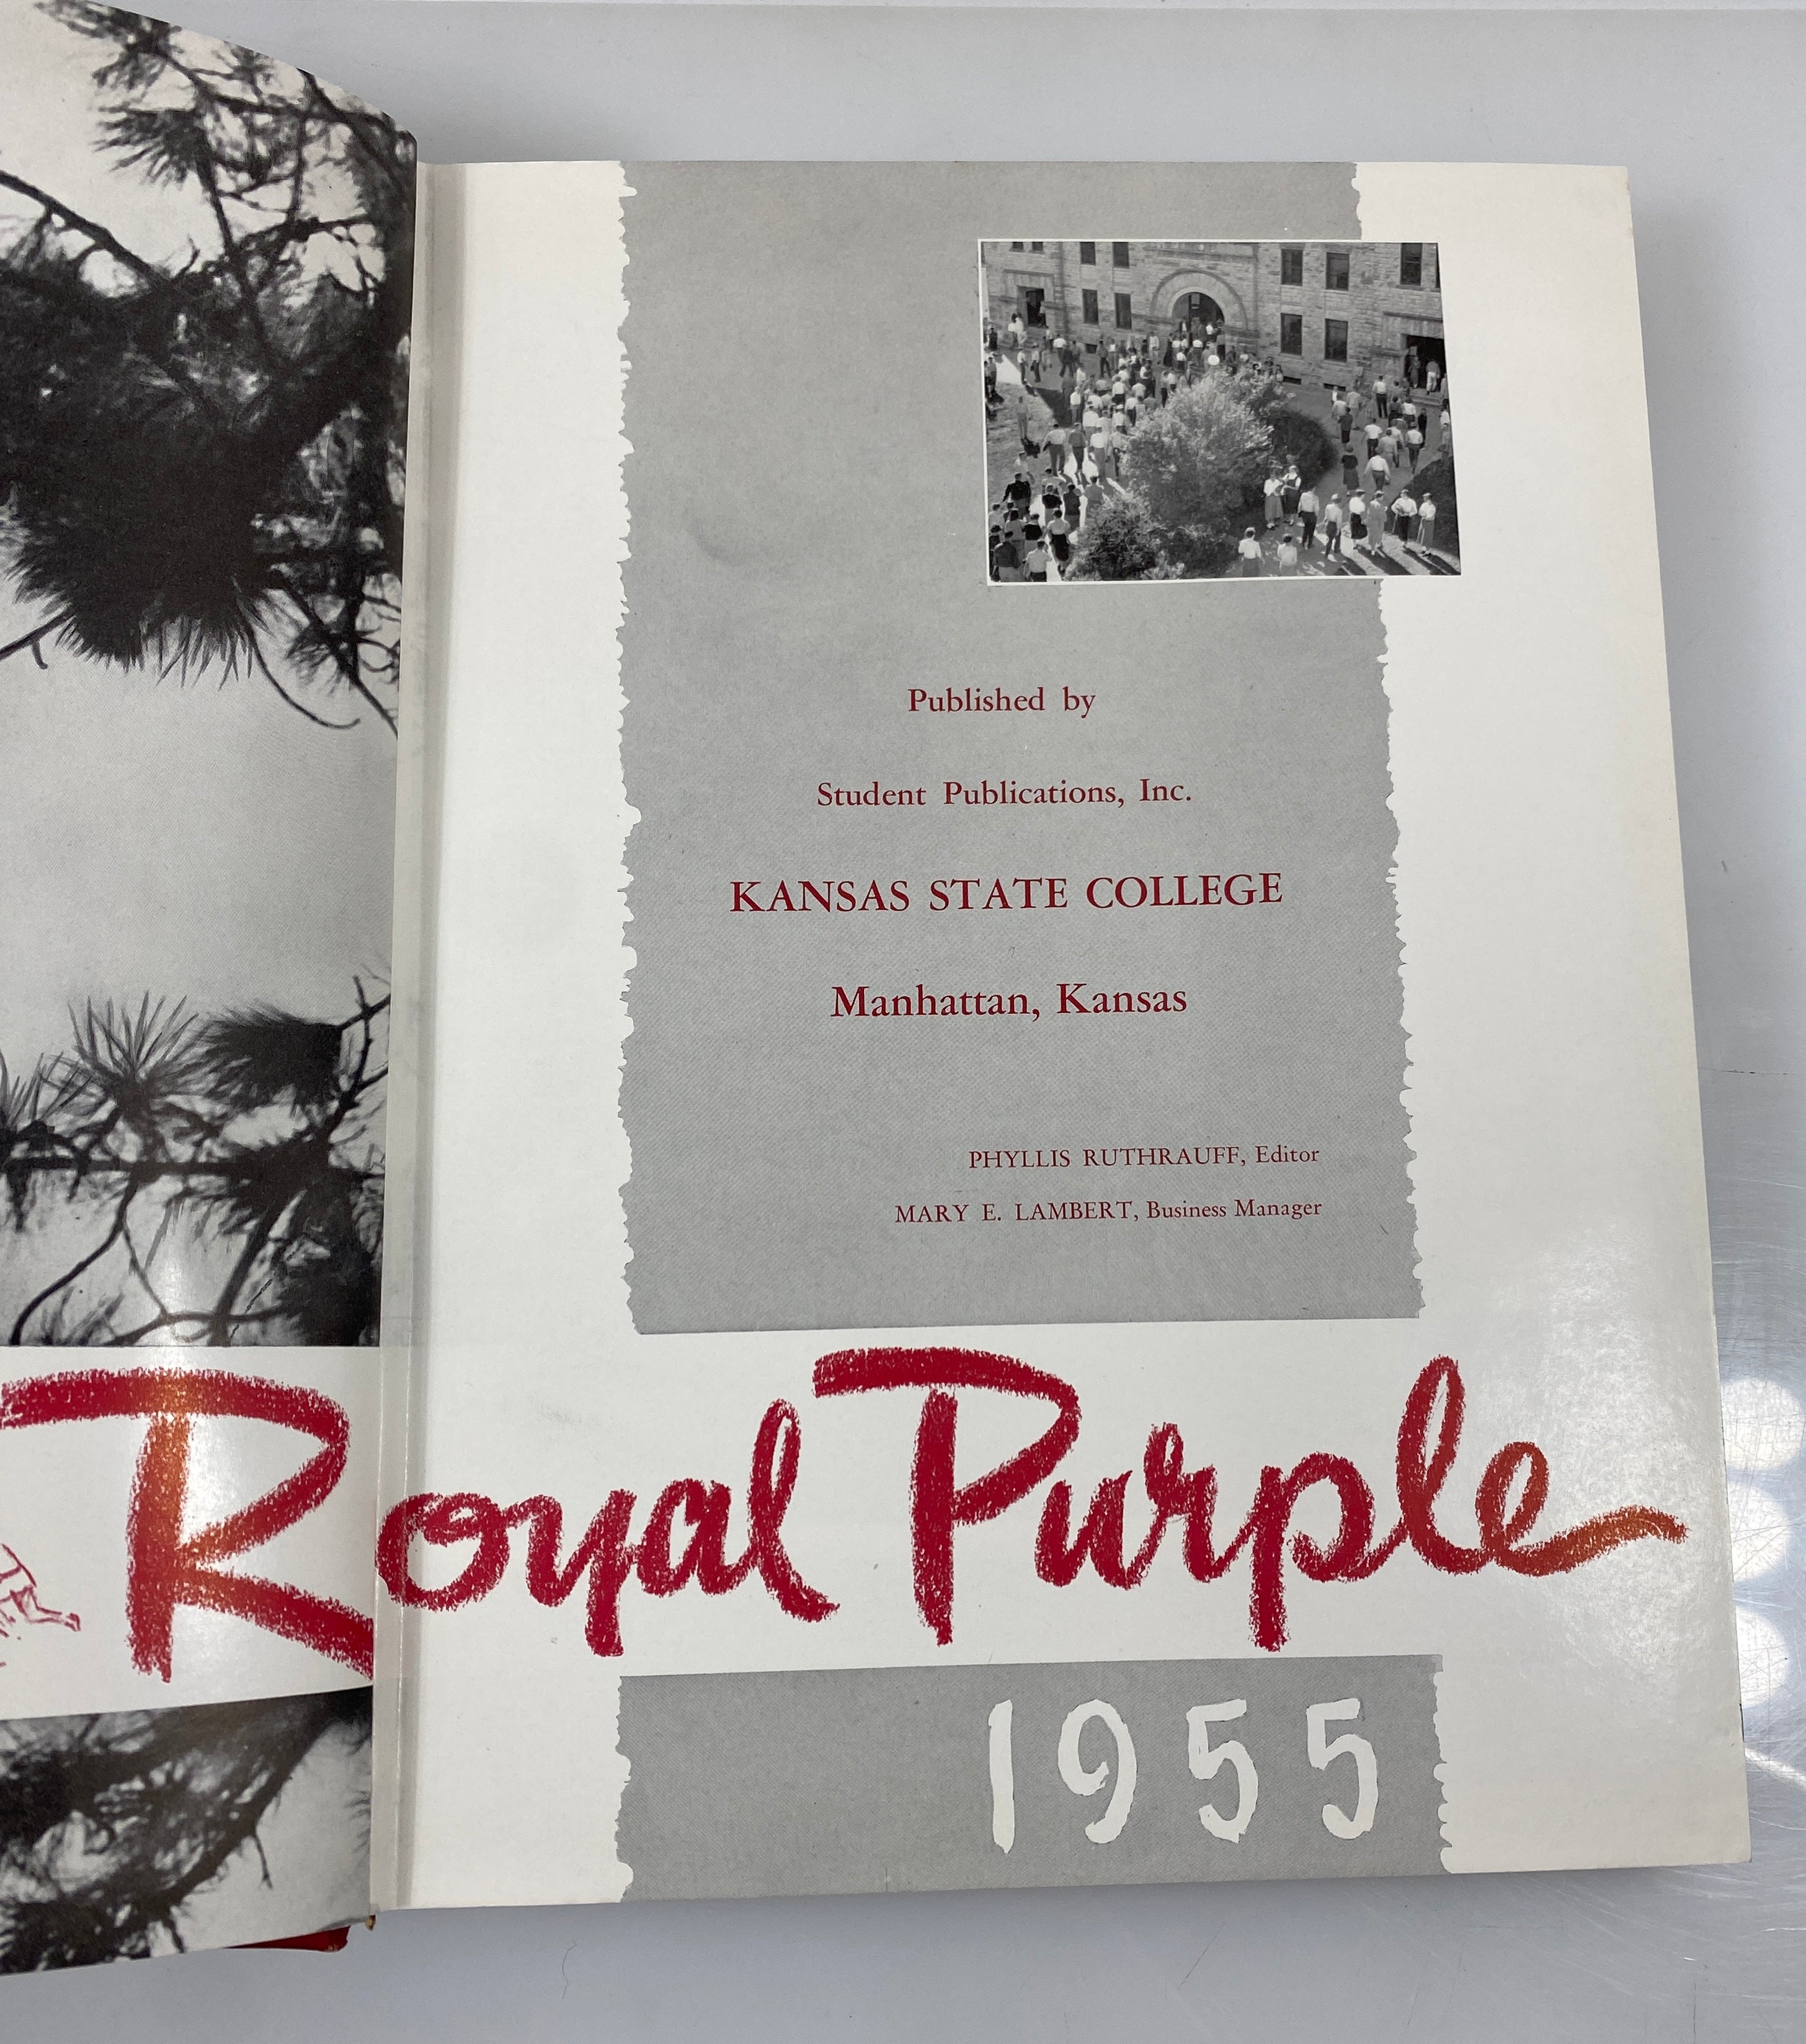 Published by
Student Publications, Inc.
KANSAS STATE COLLEGE
Manhattan, Kansas
PHYLLIS RUTHRAUFF, Editor
MARY E. LAMBERT, Business Manager
Royal Purple
1955